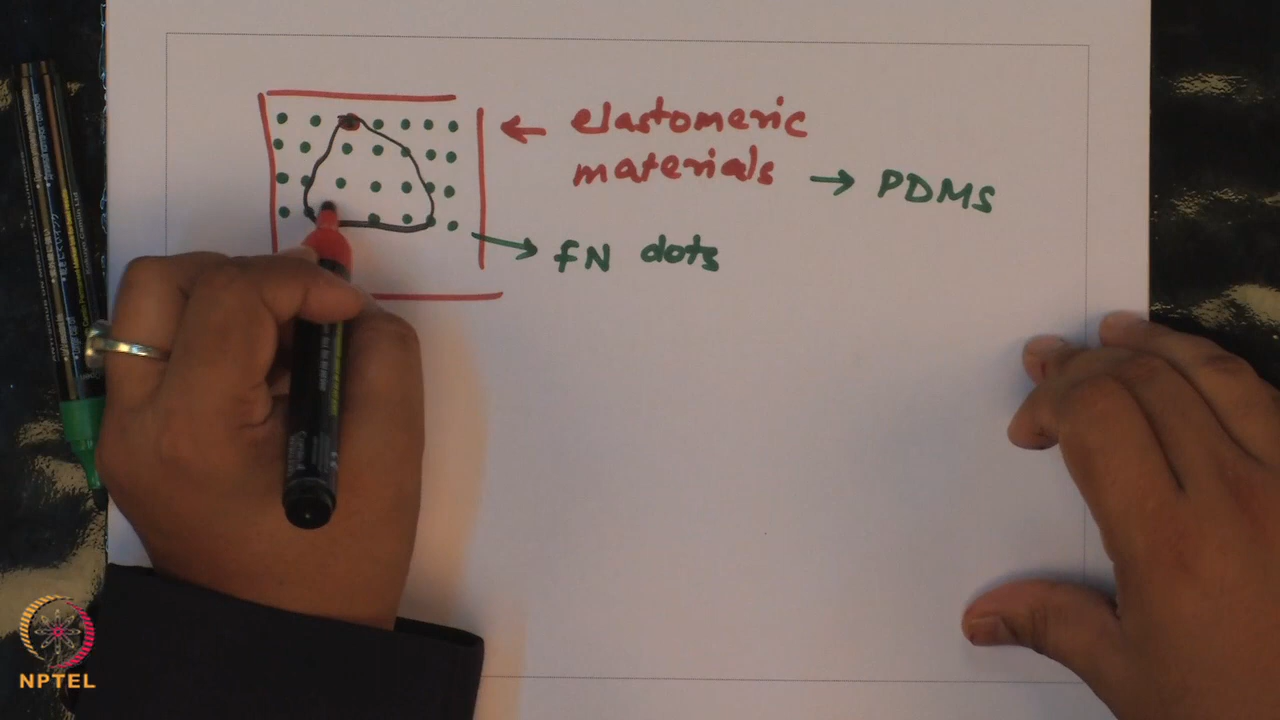 elastomeric
materials → PDMS
→ fN dots
NPTEL